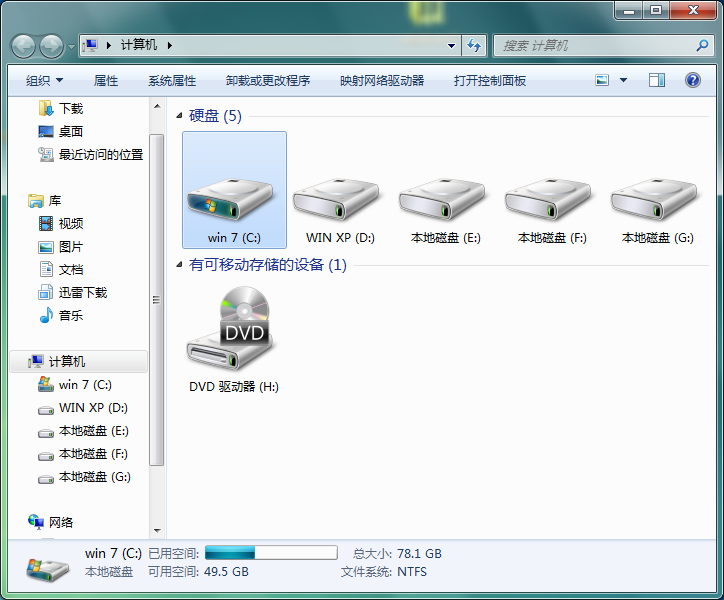 计算机
搜索 计算机
组织 属性 系统属性 卸载或更改程序 映射网络驱动器 打开控制面板
下载
桌面
最近访问的位置
库
视频
图片
文档
迅雷下载
音乐
计算机
win 7 (C:)
WIN XP (D:)
本地磁盘 (E:)
本地磁盘 (F:)
本地磁盘 (G:)
网络
硬盘 (5)
win 7 (C:) WIN XP (D:) 本地磁盘 (E:) 本地磁盘 (F:) 本地磁盘 (G:)
有可移动存储的设备 (1)
DVD
DVD 驱动器 (H:)
win 7 (C:) 已用空间: 总大小: 78.1 GB
本地磁盘 可用空间: 49.5 GB 文件系统: NTFS